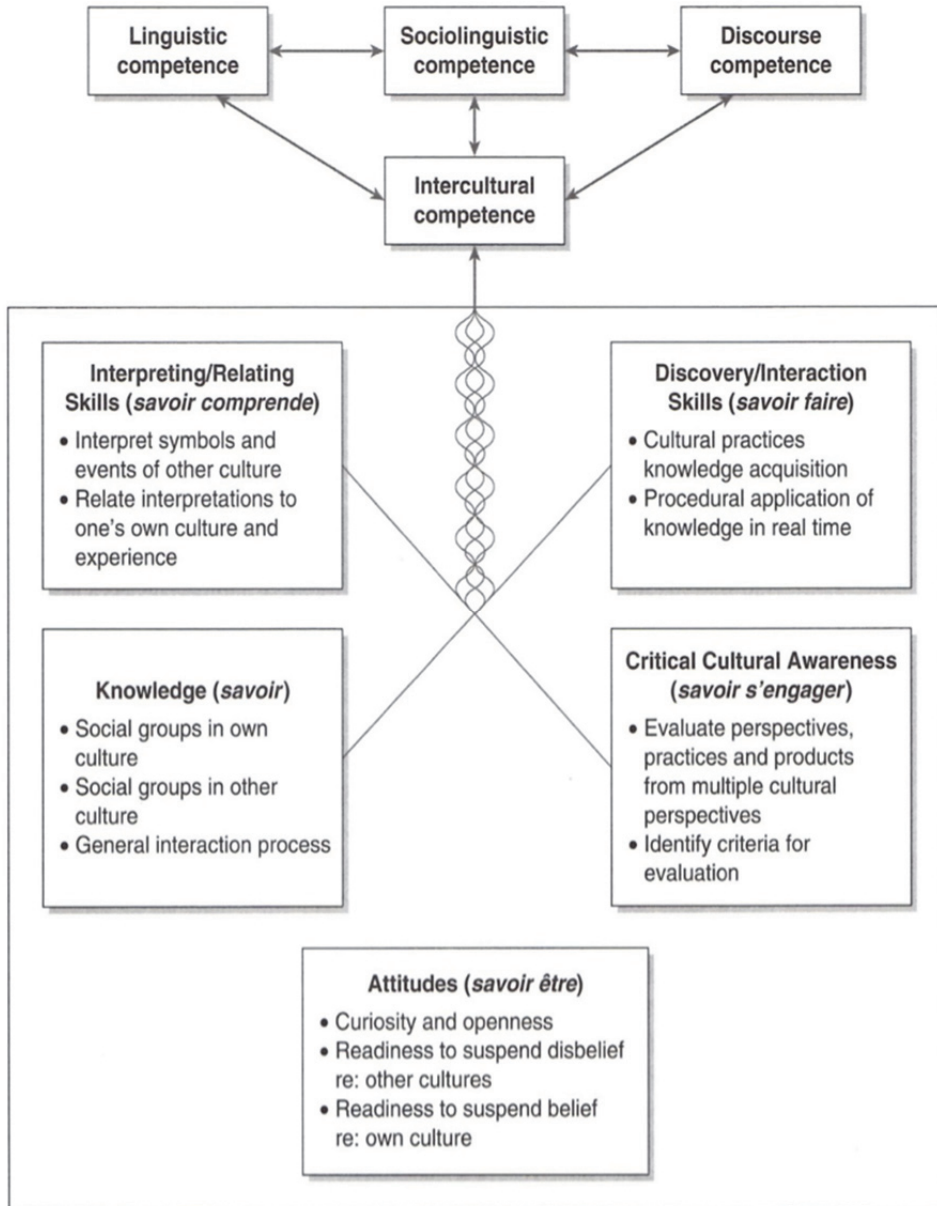 Linguistic
competence
Sociolinguistic
competence
Discourse
competence
Intercultural
competence
Interpreting/Relating
Skills (savoir comprende)
• Interpret symbols and
events of other culture
• Relate interpretations to
one's own culture and
experience
Discovery/Interaction
Skills (savoir faire)
• Cultural practices
knowledge acquisition
• Procedural application of
knowledge in real time
Knowledge (savoir)
• Social groups in own
culture
• Social groups in other
culture
• General interaction process
Critical Cultural Awareness
(savoir s'engager)
• Evaluate perspectives,
practices and products
from multiple cultural
perspectives
• Identify criteria for
evaluation
Attitudes (savoir être)
• Curiosity and openness
• Readiness to suspend disbelief
re: other cultures
• Readiness to suspend belief
re: own culture